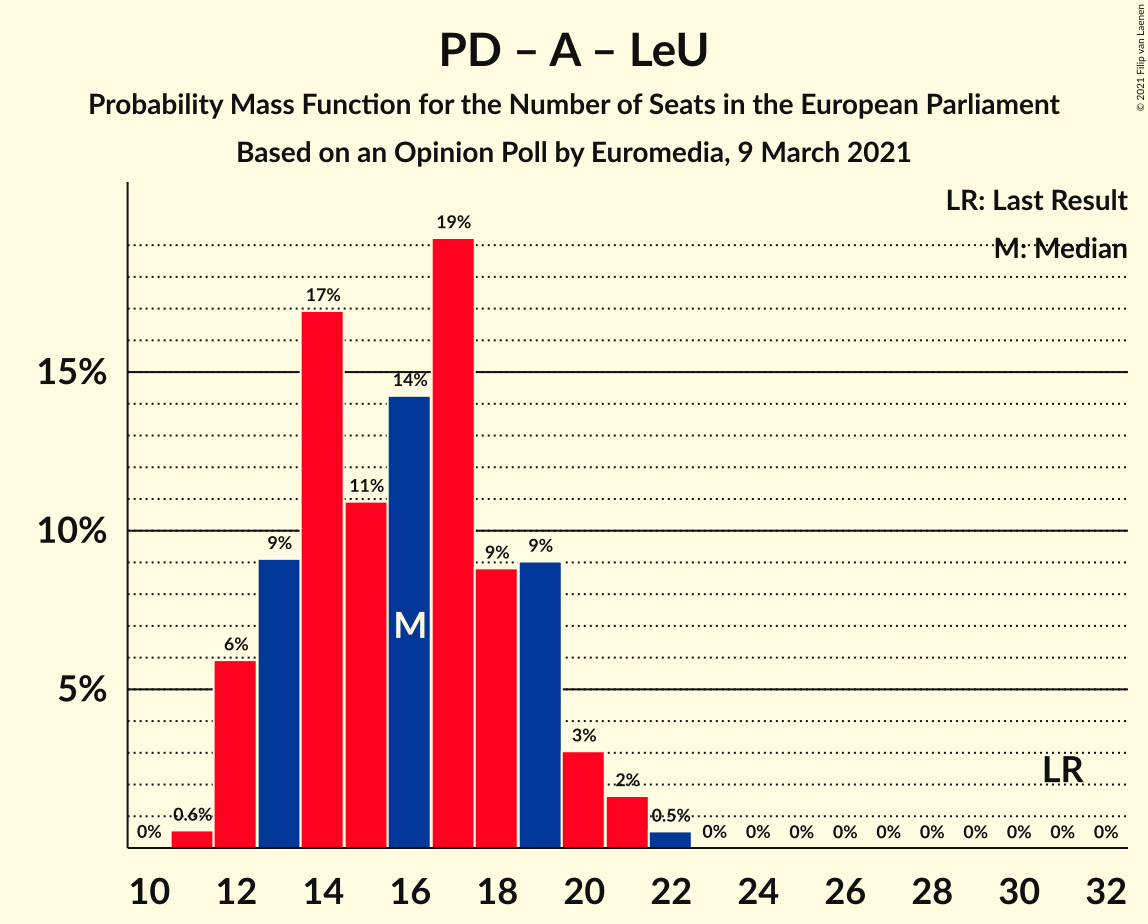 PD – A – LeU
Probability Mass Function for the Number of Seats in the European Parliament
Based on an Opinion Poll by Euromedia, 9 March 2021
© 2021 Filip van Laenen
LR: Last Result
M: Median
15%
10%
5%
0%
0.6%
6%
9%
17%
11%
14%
19%
9%
9%
3%
2%
0.5%
0%
0%
0%
0%
0%
0%
0%
0%
0%
0%
M
LR
10 12 14 16 18 20 22 24 26 28 30 32